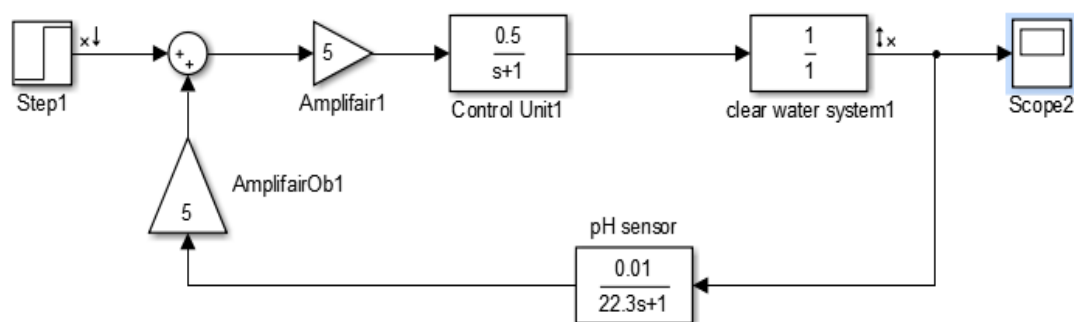 Step1
+
+
5
Amplifair1
0.5
s+1
Control Unit1
1
1
clear water system1
Scope2
5
AmplifairOb1
pH sensor
0.01
22.3s+1